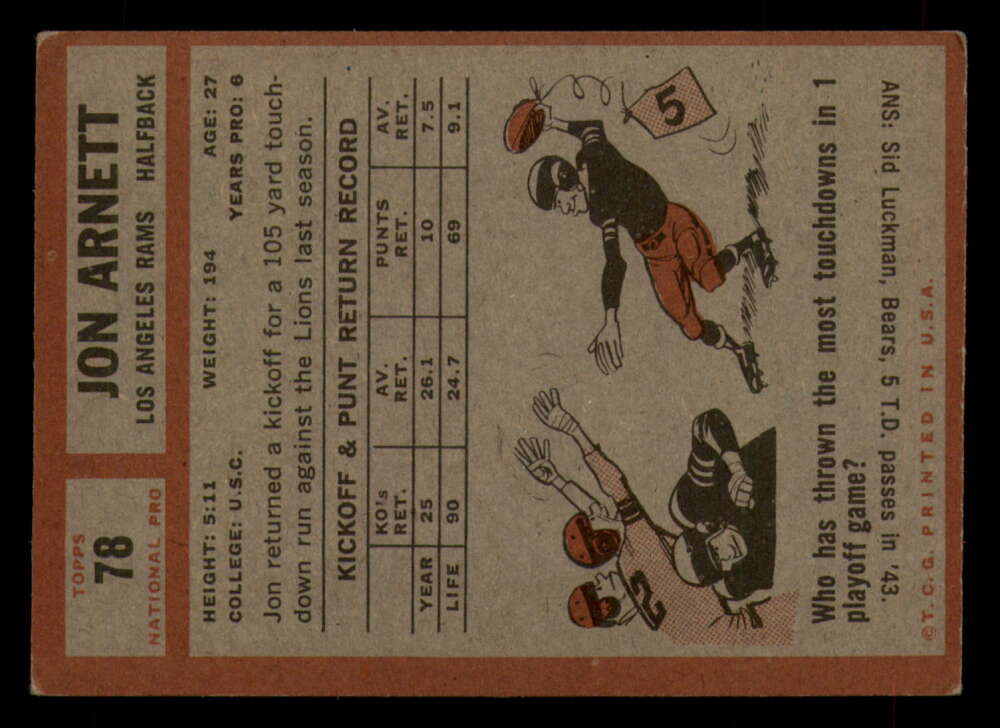 TOPPS
78
NATIONAL PRO
JON ARNETT
LOS ANGELES RAMS HALFBACK
HEIGHT: 5:11 WEIGHT: 194 AGE: 27
COLLEGE: U.S.C. YEARS PRO: 6
Jon returned a kickoff for a 105 yard touch-
down run against the Lions last season.
KICKOFF & PUNT RETURN RECORD
KO's AV. PUNTS AV.
YEAR RET. RET. RET. RET.
YEAR 25 26.1 10 7.5
LIFE 90 24.7 69 9.1
5
2
Who has thrown the most touchdowns in 1
playoff game?
ANS: Sid Luckman, Bears, 5 T.D. passes in '43.
©T.C.G. PRINTED IN U.S.A.